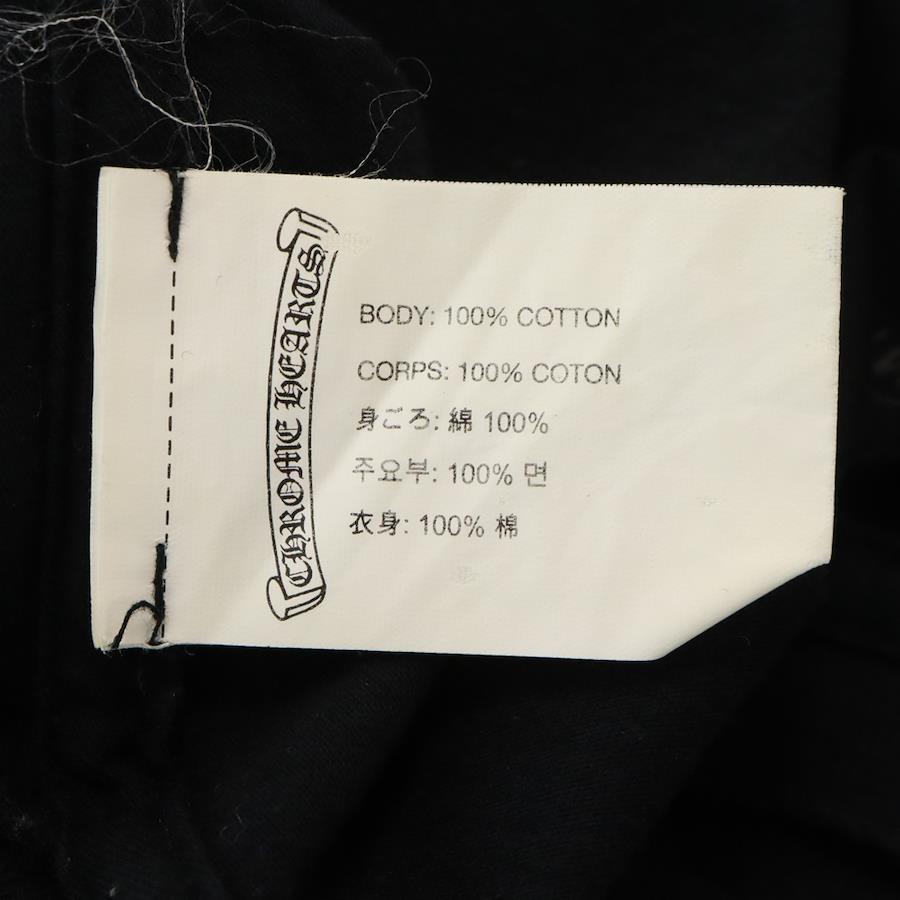 CHROME HEARTS
BODY: 100% COTTON
CORPS: 100% COTON
身ごろ: 綿 100%
주요부: 100% 면
衣身: 100% 棉